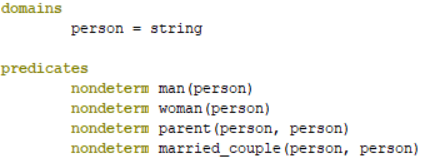 domains
person = string
predicates
nondeterm man(person)
nondeterm woman(person)
nondeterm parent(person, person)
nondeterm married_couple(person, person)